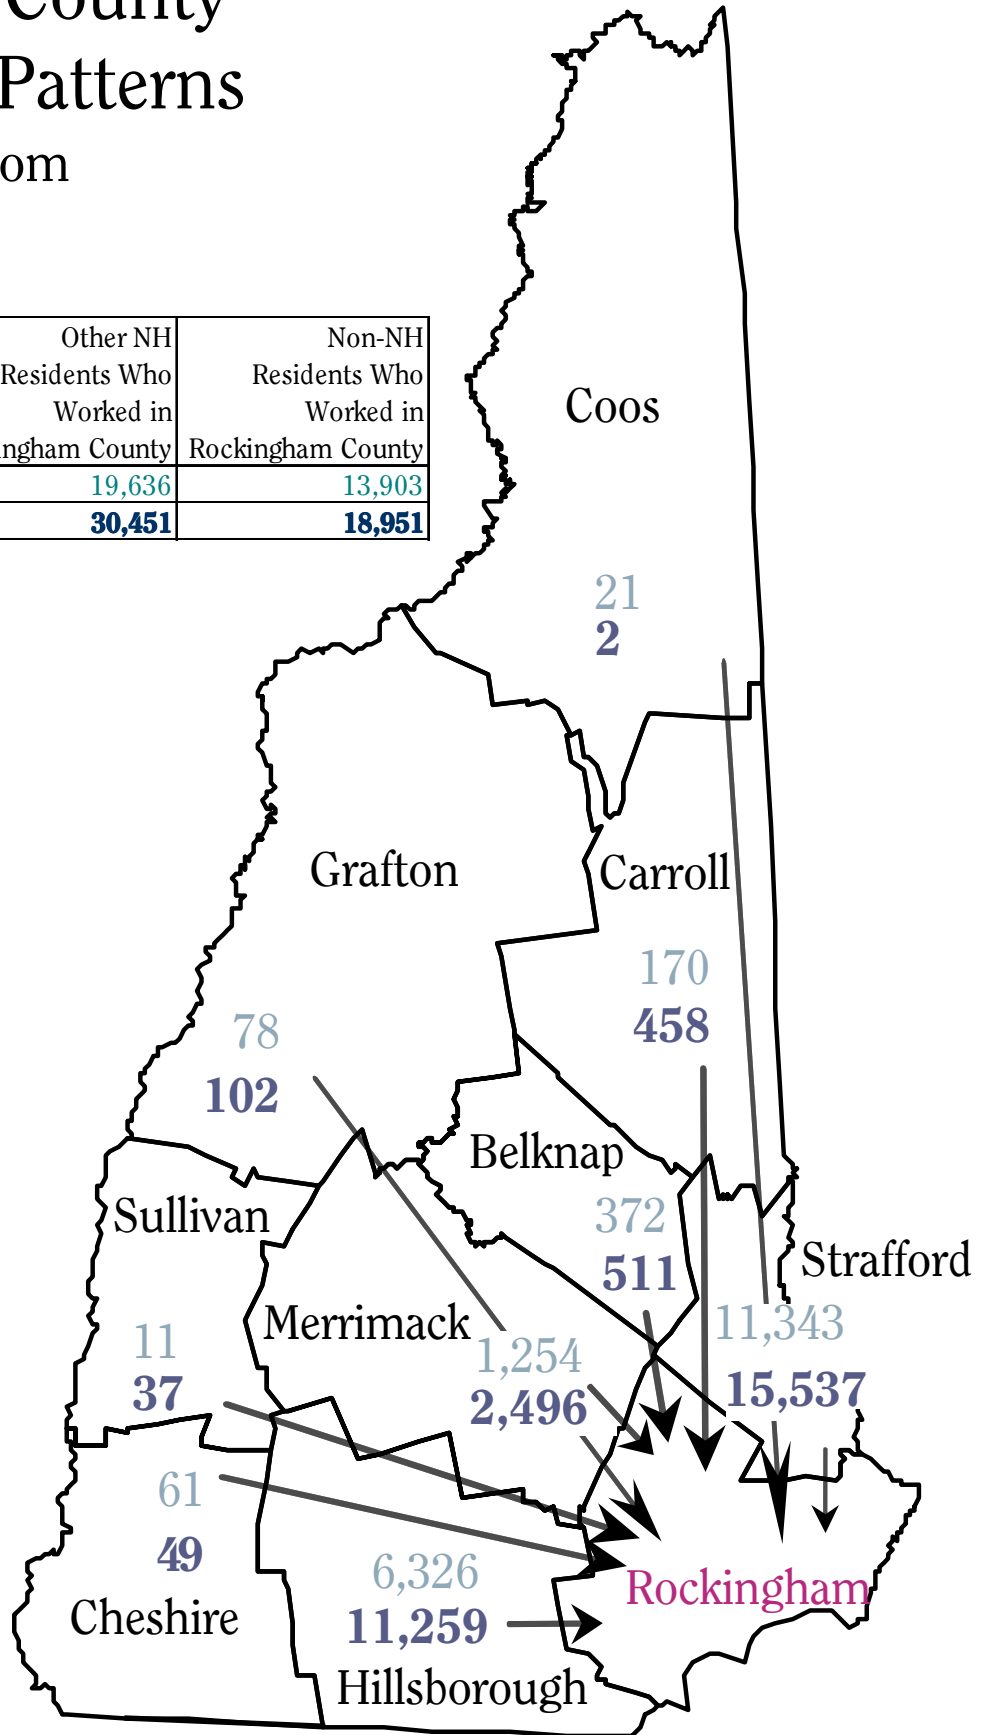 County
Patterns
om
Other NH
Residents Who
Worked in
ngham County
Non-NH
Residents Who
Worked in
Rockingham County
19,636
13,903
30,451
18,951
Coos
21
2
Grafton
Carroll
170
458
78
102
Belknap
372
511
Sullivan
Strafford
11,343
15,537
Merrimack
1,254
2,496
11
37
61
49
Cheshire
6,326
11,259
Hillsborough
Rockingham